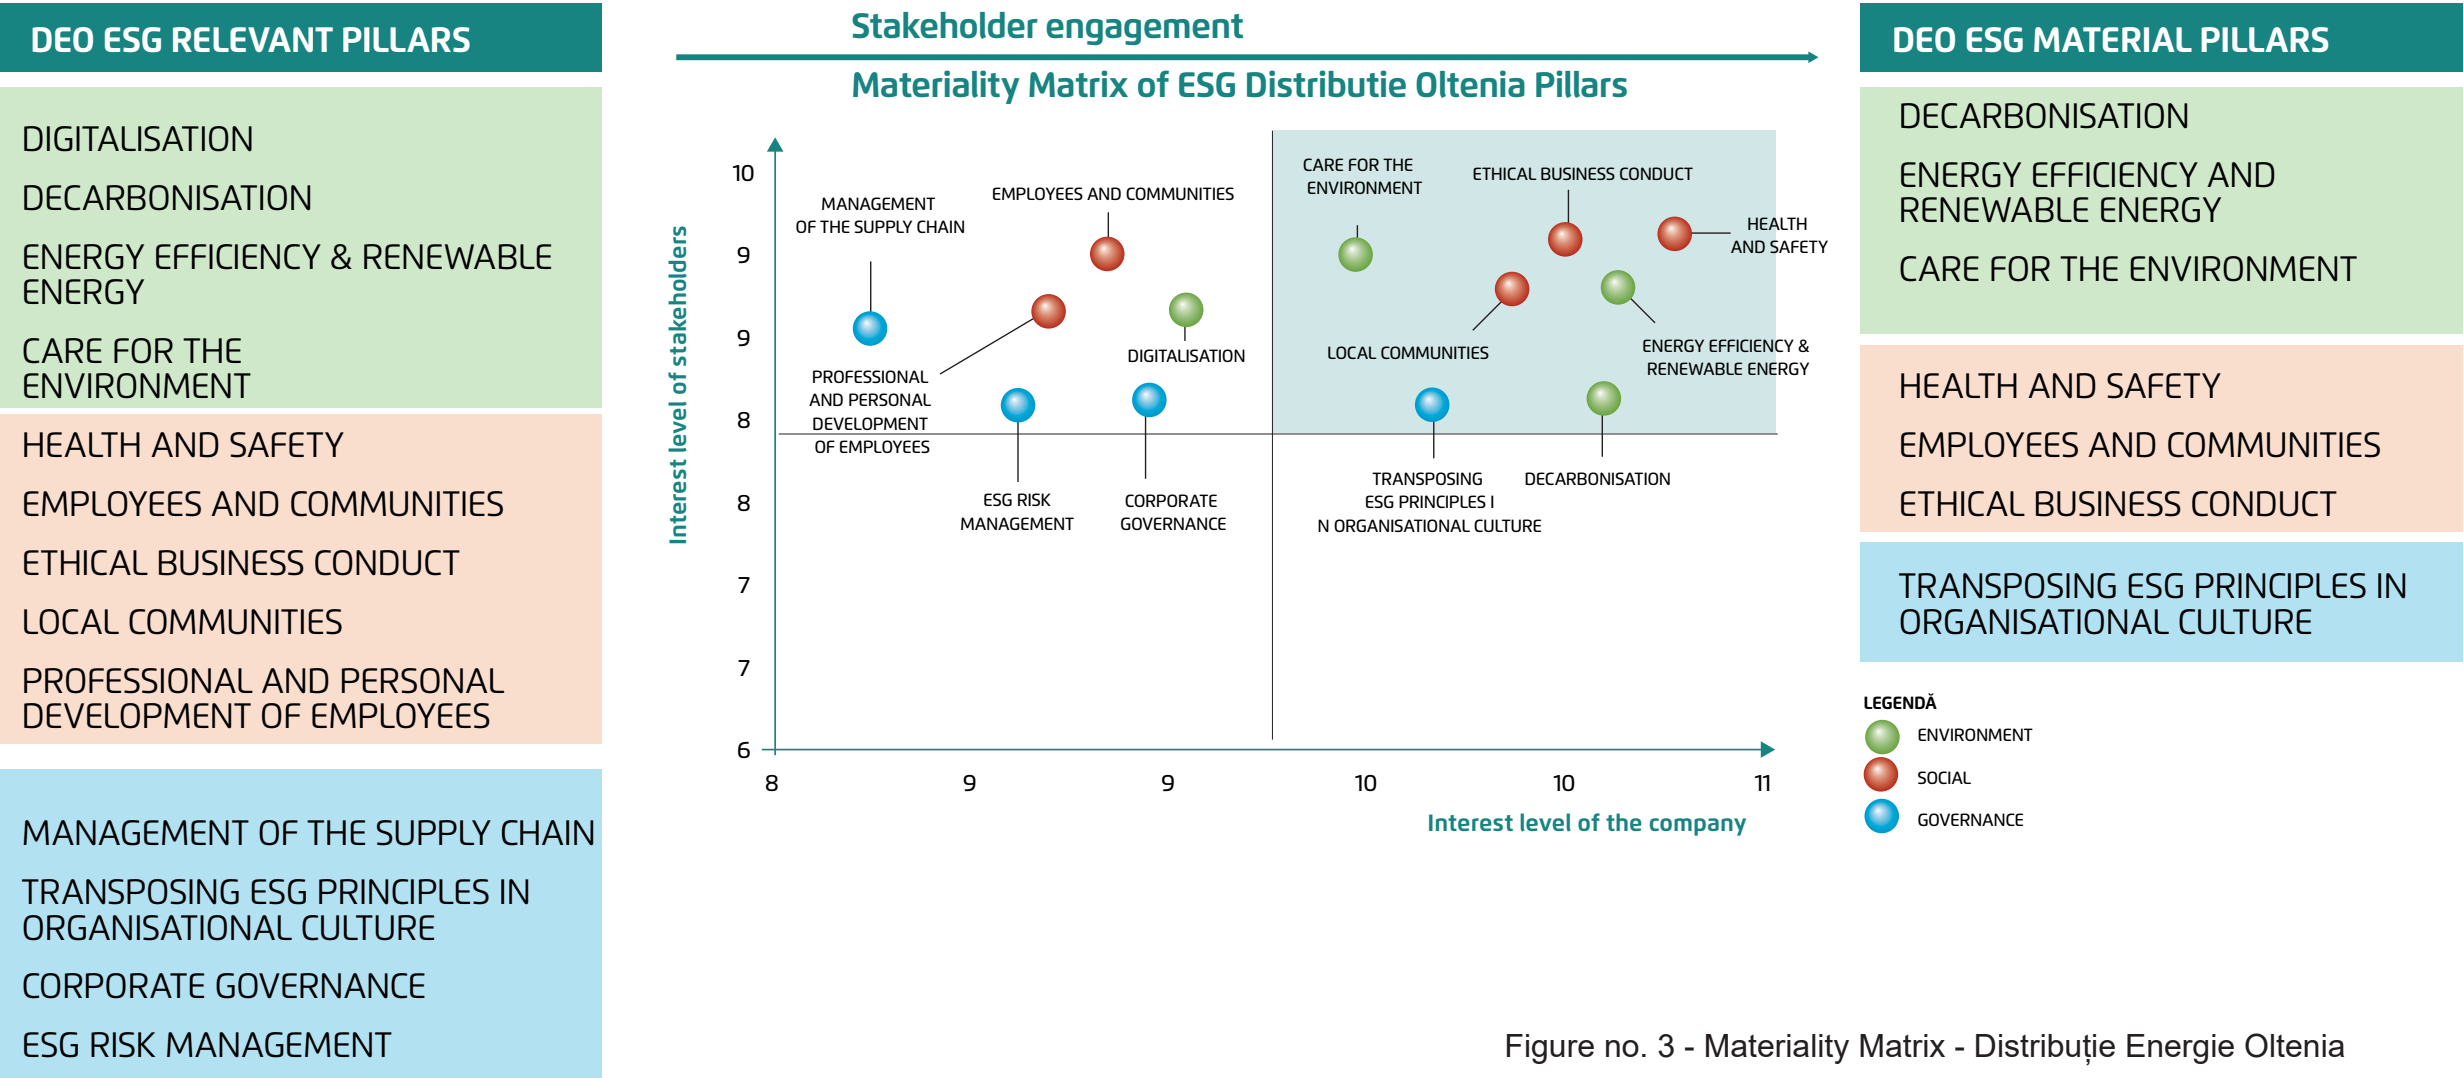 DEO ESG RELEVANT PILLARS
DIGITALISATION
DECARBONISATION
ENERGY EFFICIENCY & RENEWABLE
ENERGY
CARE FOR THE
ENVIRONMENT
HEALTH AND SAFETY
EMPLOYEES AND COMMUNITIES
ETHICAL BUSINESS CONDUCT
LOCAL COMMUNITIES
PROFESSIONAL AND PERSONAL
DEVELOPMENT OF EMPLOYEES
MANAGEMENT OF THE SUPPLY CHAIN
TRANSPOSING ESG PRINCIPLES IN
ORGANISATIONAL CULTURE
CORPORATE GOVERNANCE
ESG RISK MANAGEMENT
Stakeholder engagement
Materiality Matrix of ESG Distributie Oltenia Pillars
Interest level of stakeholders
10
9
9
8
8
7
7
6
8
9
9
10
10
11
Interest level of the company
MANAGEMENT
OF THE SUPPLY CHAIN
EMPLOYEES AND COMMUNITIES
PROFESSIONAL
AND PERSONAL
DEVELOPMENT
OF EMPLOYEES
DIGITALISATION
ESG RISK
MANAGEMENT
CORPORATE
GOVERNANCE
CARE FOR THE
ENVIRONMENT
ETHICAL BUSINESS CONDUCT
HEALTH
AND SAFETY
LOCAL COMMUNITIES
ENERGY EFFICIENCY &
RENEWABLE ENERGY
TRANSPOSING
ESG PRINCIPLES I
N ORGANISATIONAL CULTURE
DECARBONISATION
DEO ESG MATERIAL PILLARS
DECARBONISATION
ENERGY EFFICIENCY AND
RENEWABLE ENERGY
CARE FOR THE ENVIRONMENT
HEALTH AND SAFETY
EMPLOYEES AND COMMUNITIES
ETHICAL BUSINESS CONDUCT
TRANSPOSING ESG PRINCIPLES IN
ORGANISATIONAL CULTURE
LEGENDĂ
ENVIRONMENT
SOCIAL
GOVERNANCE
Figure no. 3 - Materiality Matrix - Distribuție Energie Oltenia